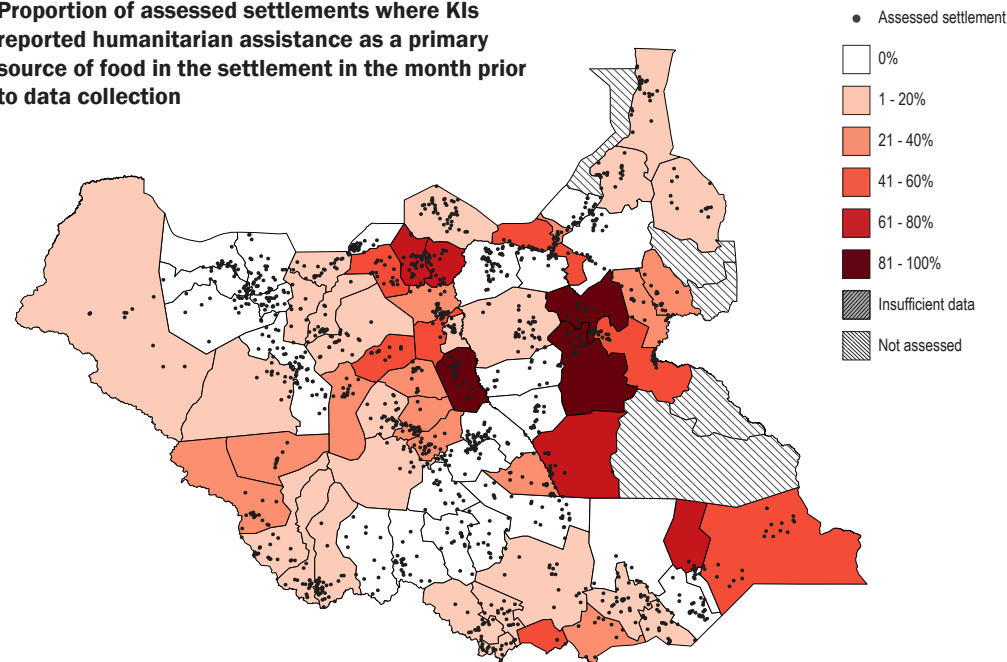 Proportion of assessed settlements where KIs
reported humanitarian assistance as a primary
source of food in the settlement in the month prior
to data collection
Assessed settlement
0%
1 - 20%
21 - 40%
41 - 60%
61 - 80%
81 - 100%
Insufficient data
Not assessed